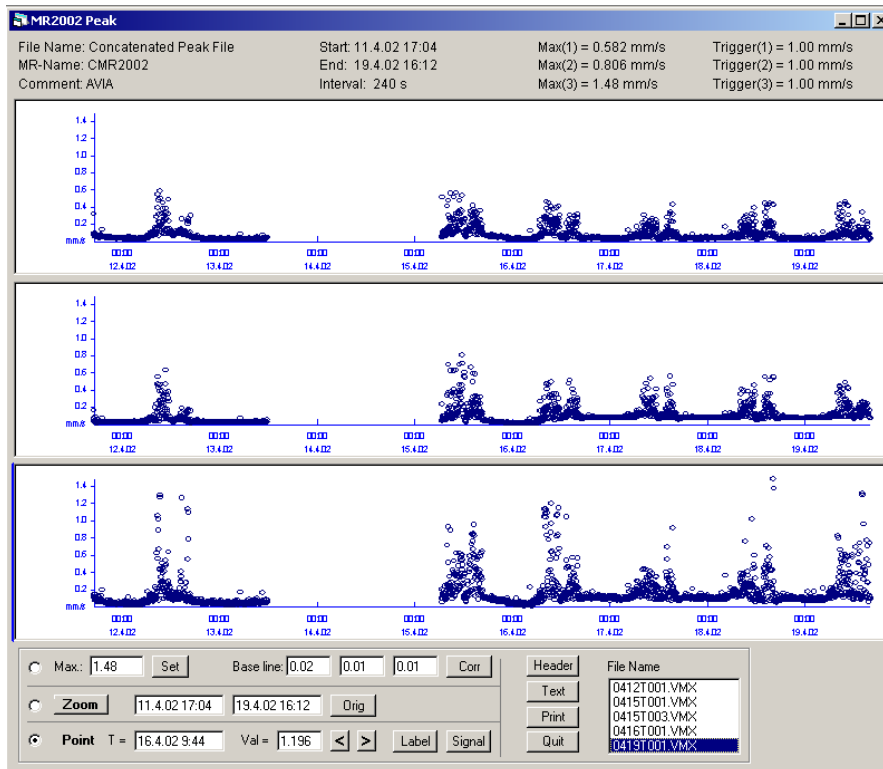 MR2002 Peak
File Name: Concatenated Peak File Start: 11.4.02 17:04 Max(1) = 0.582 mm/s Trigger(1) = 1.00 mm/s
MR-Name: CMR2002 End: 19.4.02 16:12 Max(2) = 0.806 mm/s Trigger(2) = 1.00 mm/s
Comment: AVIA Interval: 240 s Max(3) = 1.48 mm/s Trigger(3) = 1.00 mm/s
1.4
1.2
1.0
0.8
0.6
0.4
0.2
mm/s
00:00 00:00 00:00 00:00 00:00 00:00 00:00 00:00
12.4.02 13.4.02 14.4.02 15.4.02 16.4.02 17.4.02 18.4.02 19.4.02
1.4
1.2
1.0
0.8
0.6
0.4
0.2
mm/s
00:00 00:00 00:00 00:00 00:00 00:00 00:00 00:00
12.4.02 13.4.02 14.4.02 15.4.02 16.4.02 17.4.02 18.4.02 19.4.02
1.4
1.2
1.0
0.8
0.6
0.4
0.2
mm/s
00:00 00:00 00:00 00:00 00:00 00:00 00:00 00:00
12.4.02 13.4.02 14.4.02 15.4.02 16.4.02 17.4.02 18.4.02 19.4.02
Max.: 1.48 Set Base line: 0.02 0.01 0.01 Corr
Zoom 11.4.02 17:04 19.4.02 16:12 Orig
Point T = 16.4.02 9:44 Val = 1.196 < > Label Signal
Header
Text
Print
Quit
File Name
0412T001.VMX
0415T001.VMX
0415T003.VMX
0416T001.VMX
0419T001.VMX